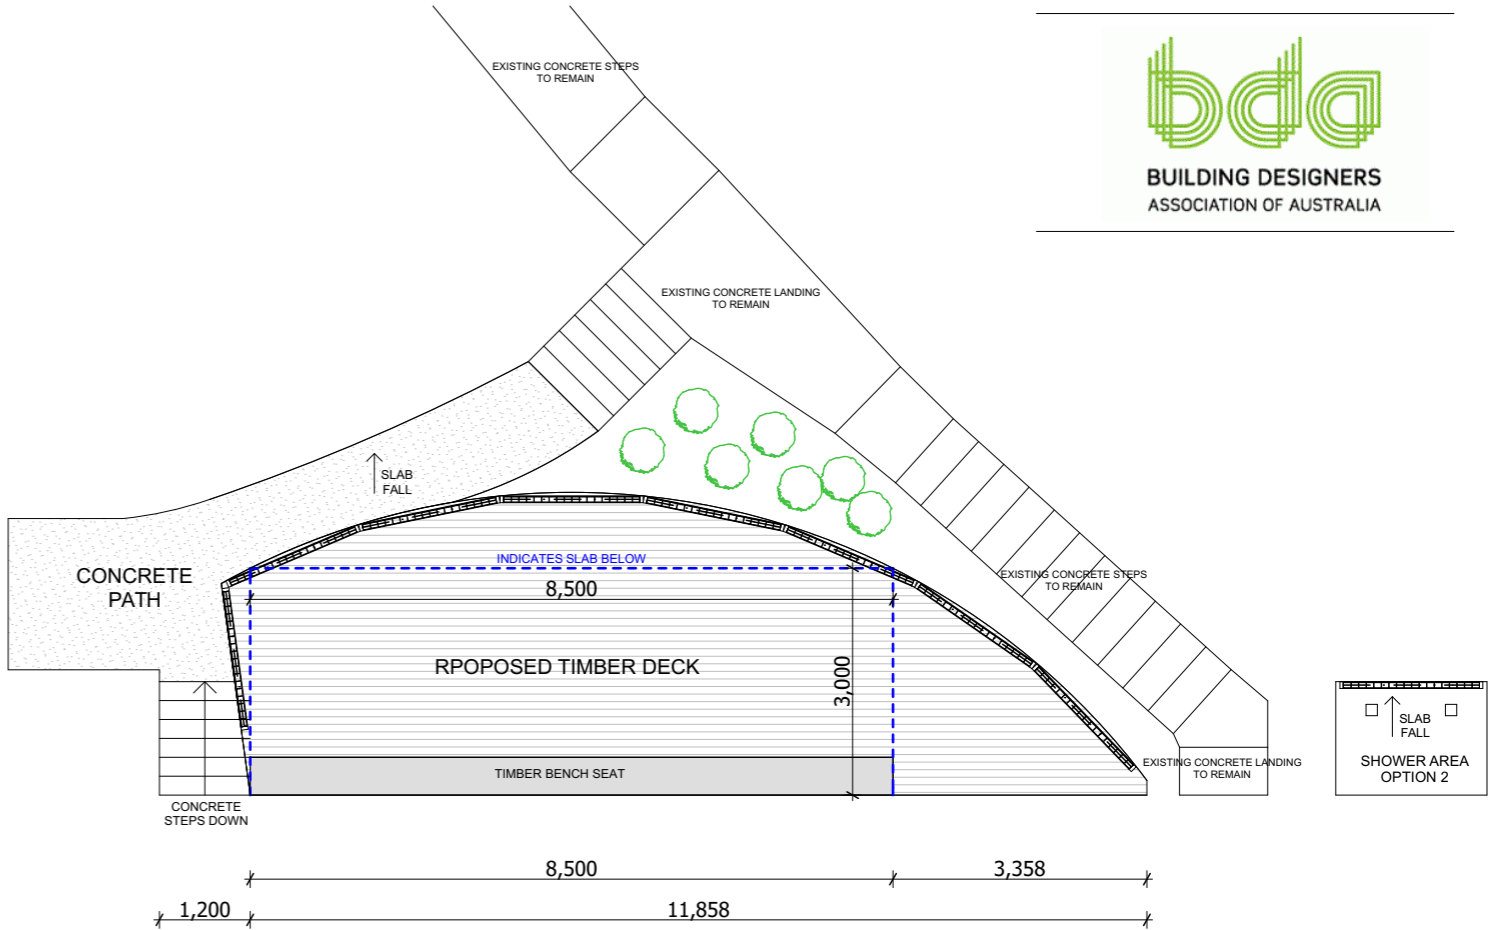 EXISTING CONCRETE STEPS
TO REMAIN
bda
BUILDING DESIGNERS
ASSOCIATION OF AUSTRALIA
EXISTING CONCRETE LANDING
TO REMAIN
SLAB
FALL
INDICATES SLAB BELOW
8,500
CONCRETE
PATH
EXISTING CONCRETE STEPS
TO REMAIN
RPOPOSED TIMBER DECK
3,000
TIMBER BENCH SEAT
SLAB
FALL
EXISTING CONCRETE LANDING
TO REMAIN
SHOWER AREA
OPTION 2
CONCRETE
STEPS DOWN
8,500
3,358
1,200
11,858